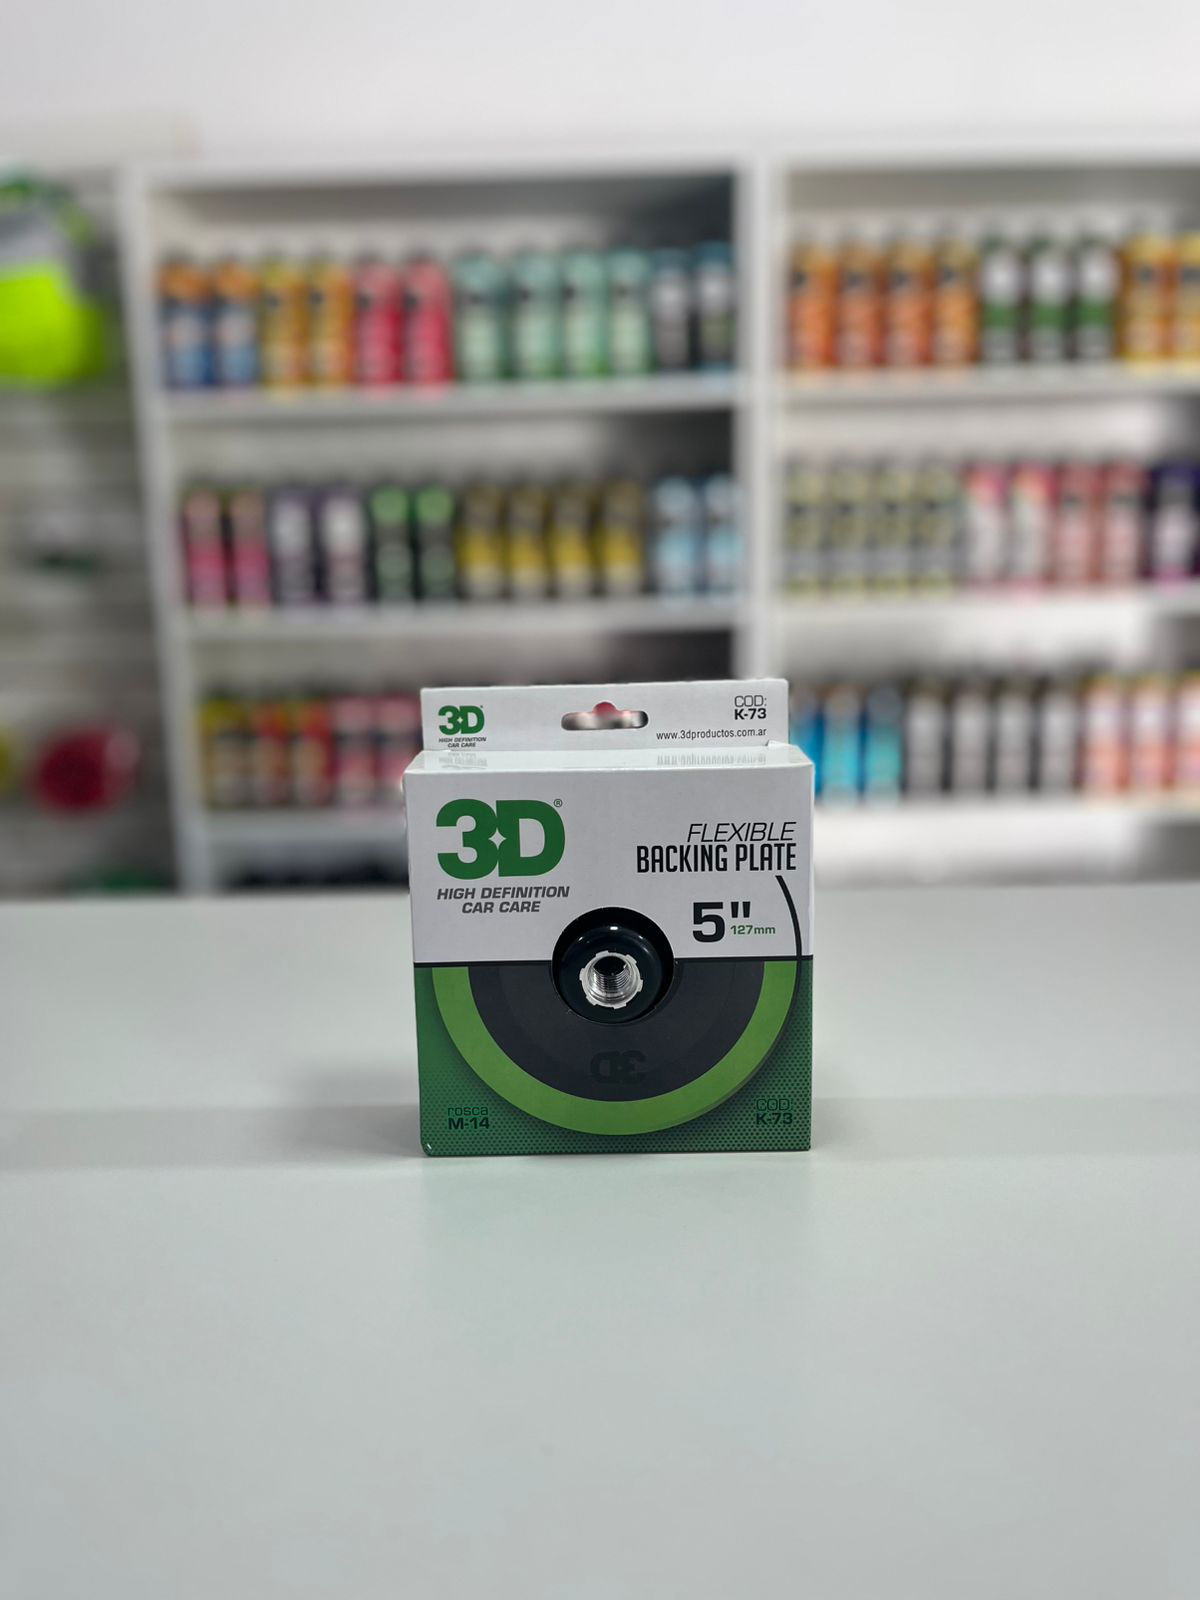 3D
HIGH DEFINITION
CAR CARE
COD:
K-73
www.3dproductos.com.ar
3D®
HIGH DEFINITION
CAR CARE
FLEXIBLE
BACKING PLATE
5"
127mm
3D
rosca
M-14
COD:
K-73